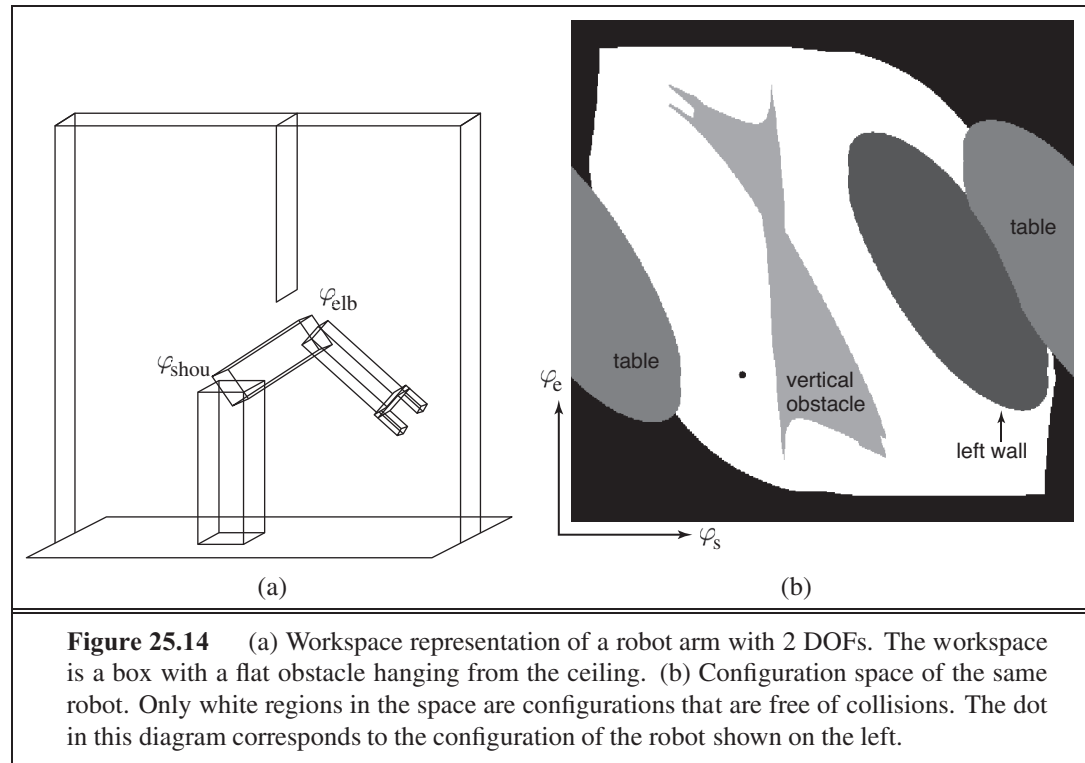 φshou
φelb
(a)
table
table
vertical
obstacle
left wall
φe
φs
(b)
Figure 25.14 (a) Workspace representation of a robot arm with 2 DOFs. The workspace
is a box with a flat obstacle hanging from the ceiling. (b) Configuration space of the same
robot. Only white regions in the space are configurations that are free of collisions. The dot
in this diagram corresponds to the configuration of the robot shown on the left.